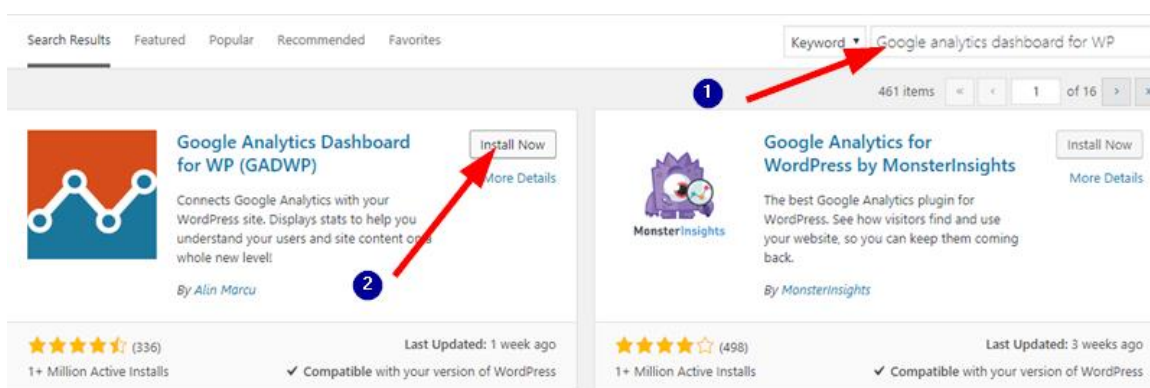 Search Results Featured Popular Recommended Favorites Keyword Google analytics dashboard for WP
1 461 items « ‹ 1 of 16 › »
Google Analytics Dashboard
for WP (GADWP)
Install Now
More Details
Connects Google Analytics with your
WordPress site. Displays stats to help you
understand your users and site content on a
whole new level!
2
By Alin Marcu
(336)
Last Updated: 1 week ago
1+ Million Active Installs
✔ Compatible with your version of WordPress
MonsterInsights
Google Analytics for
WordPress by MonsterInsights
Install Now
More Details
The best Google Analytics plugin for
WordPress. See how visitors find and use
your website, so you can keep them coming
back.
By MonsterInsights
(498)
Last Updated: 3 weeks ago
1+ Million Active Installs
✔ Compatible with your version of WordPress